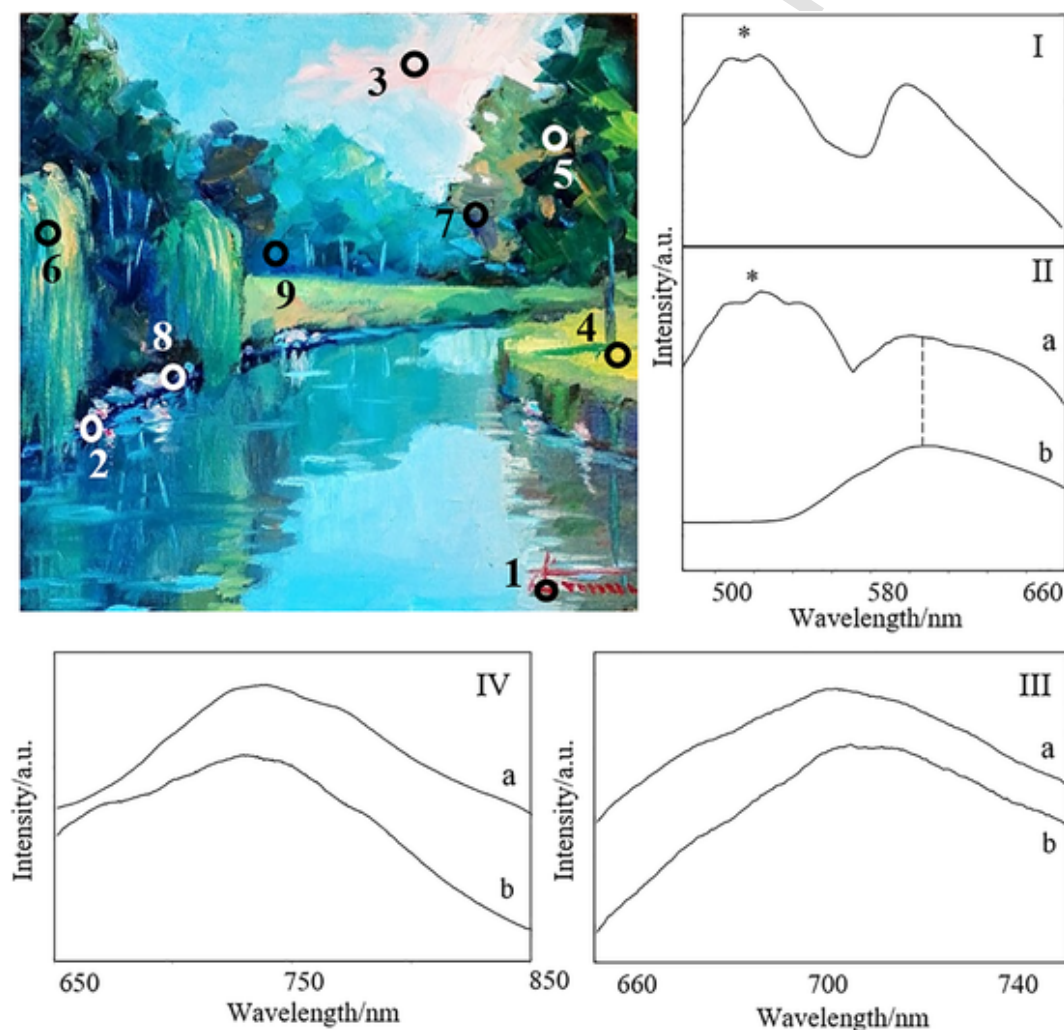 3
5
7
6
9
4
8
2
1
*
I
Intensity/a.u.
*
II
a
b
500
580
660
Wavelength/nm
IV
a
b
Intensity/a.u.
650
750
850
Wavelength/nm
III
a
b
Intensity/a.u.
660
700
740
Wavelength/nm